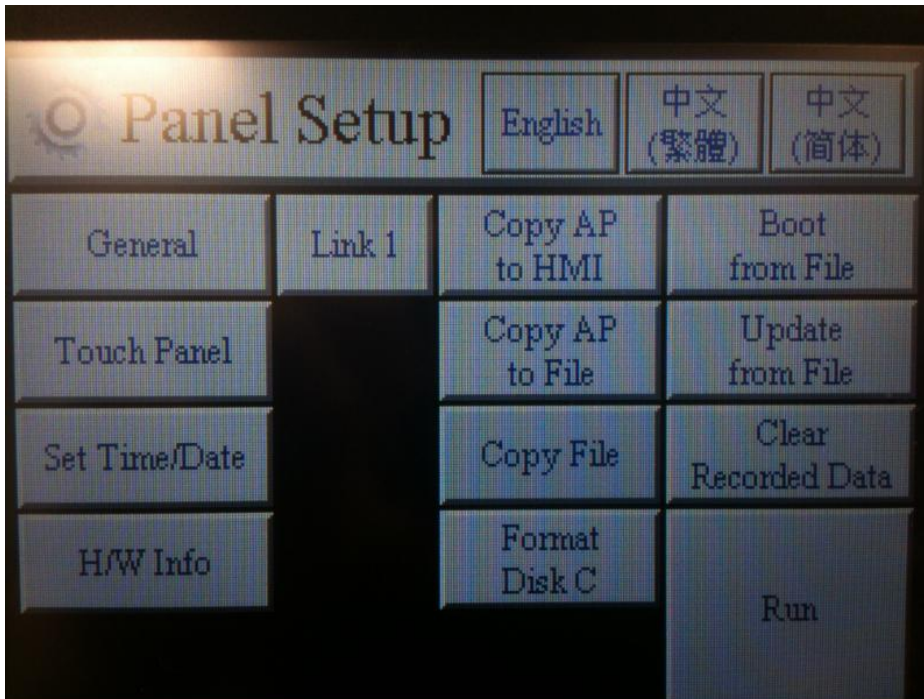 Panel Setup
English
中文
(繁體)
中文
(简体)
General
Link 1
Copy AP
to HMI
Boot
from File
Touch Panel
Copy AP
to File
Update
from File
Set Time/Date
Copy File
Clear
Recorded Data
H/W Info
Format
Disk C
Run